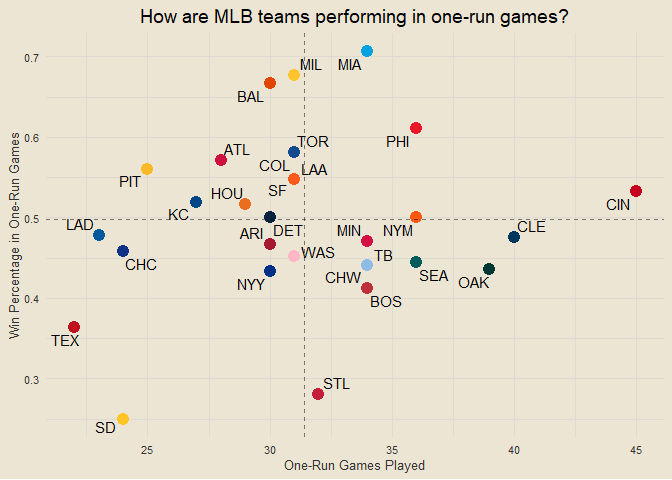 How are MLB teams performing in one-run games?
Win Percentage in One-Run Games
0.7
0.6
0.5
0.4
0.3
MIL
MIA
BAL
PHI
TOR
ATL
COL
LAA
PIT
SF
HOU
CIN
KC
LAD
ARI
DET
MIN
NYM
CLE
WAS
TB
CHC
CHW
SEA
NYY
OAK
BOS
TEX
STL
SD
25
30
35
40
45
One-Run Games Played